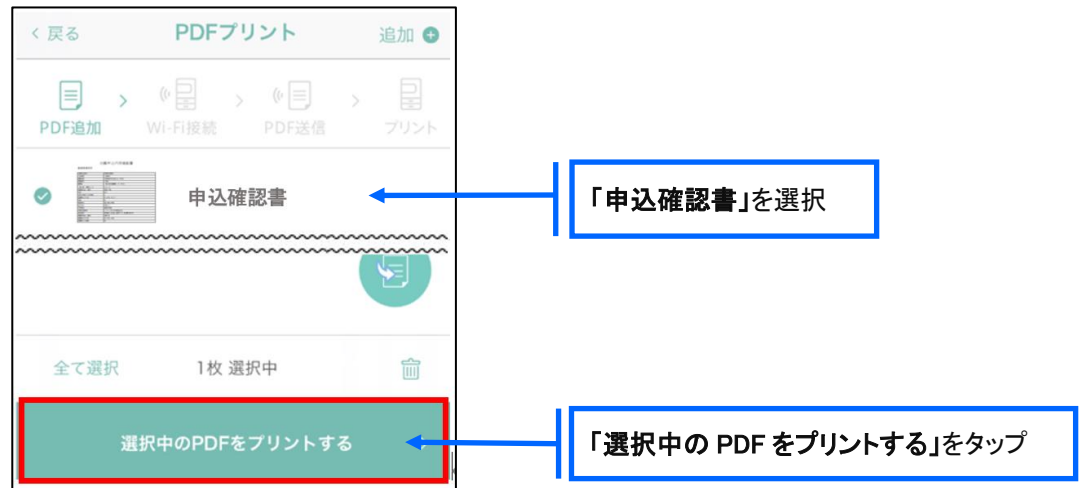 < 戻る PDFプリント 追加
PDF追加 Wi-Fi接続 PDF送信 プリント
申込確認書
「申込確認書」を選択
全て選択 1枚 選択中
選択中のPDFをプリントする
「選択中の PDF をプリントする」をタップ